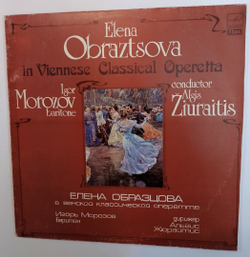 Elena
Obraztsova
in Viennese Classical Operetta
Igor
Morozov
baritone
conductor
Algis
Žiuraitis
ЕЛЕНА ОБРАЗЦОВА
в венской классической оперетте
Игорь Морозов
баритон
дирижер
Альгис
Жюрайтис